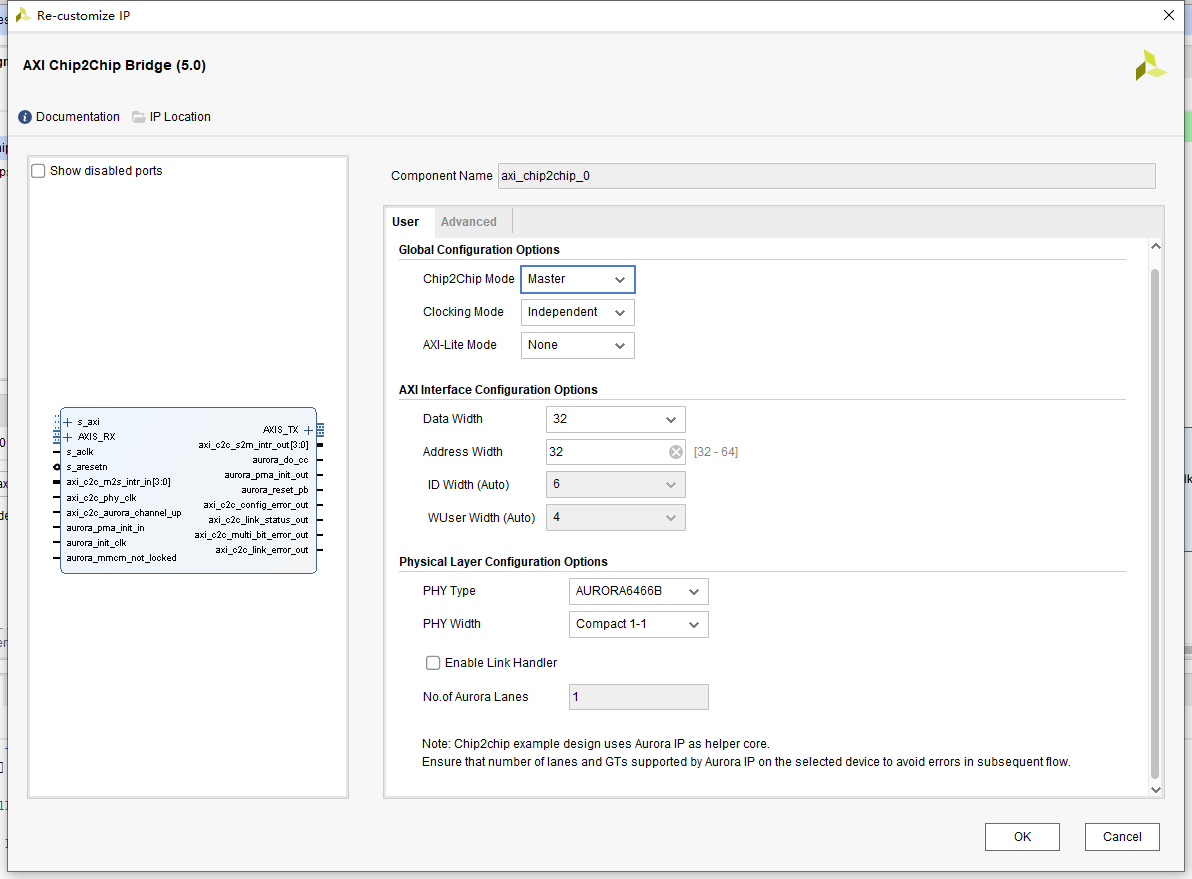 Re-customize IP
AXI Chip2Chip Bridge (5.0)
Documentation
IP Location
Show disabled ports
s_axi
AXIS_RX
s_aclk
s_aresetn
axi_c2c_m2s_intr_in[3:0]
axi_c2c_phy_clk
axi_c2c_aurora_channel_up
aurora_pma_init_in
aurora_init_clk
aurora_mmcm_not_locked
AXIS_TX
axi_c2c_s2m_intr_out[3:0]
aurora_do_cc
aurora_pma_init_out
aurora_reset_pb
axi_c2c_config_error_out
axi_c2c_link_status_out
axi_c2c_multi_bit_error_out
axi_c2c_link_error_out
Component Name axi_chip2chip_0
User Advanced
Global Configuration Options
Chip2Chip Mode Master
Clocking Mode Independent
AXI-Lite Mode None
AXI Interface Configuration Options
Data Width 32
Address Width 32 [32 - 64]
ID Width (Auto) 6
WUser Width (Auto) 4
Physical Layer Configuration Options
PHY Type AURORA6466B
PHY Width Compact 1-1
Enable Link Handler
No.of Aurora Lanes 1
Note: Chip2chip example design uses Aurora IP as helper core.
Ensure that number of lanes and GTs supported by Aurora IP on the selected device to avoid errors in subsequent flow.
OK Cancel